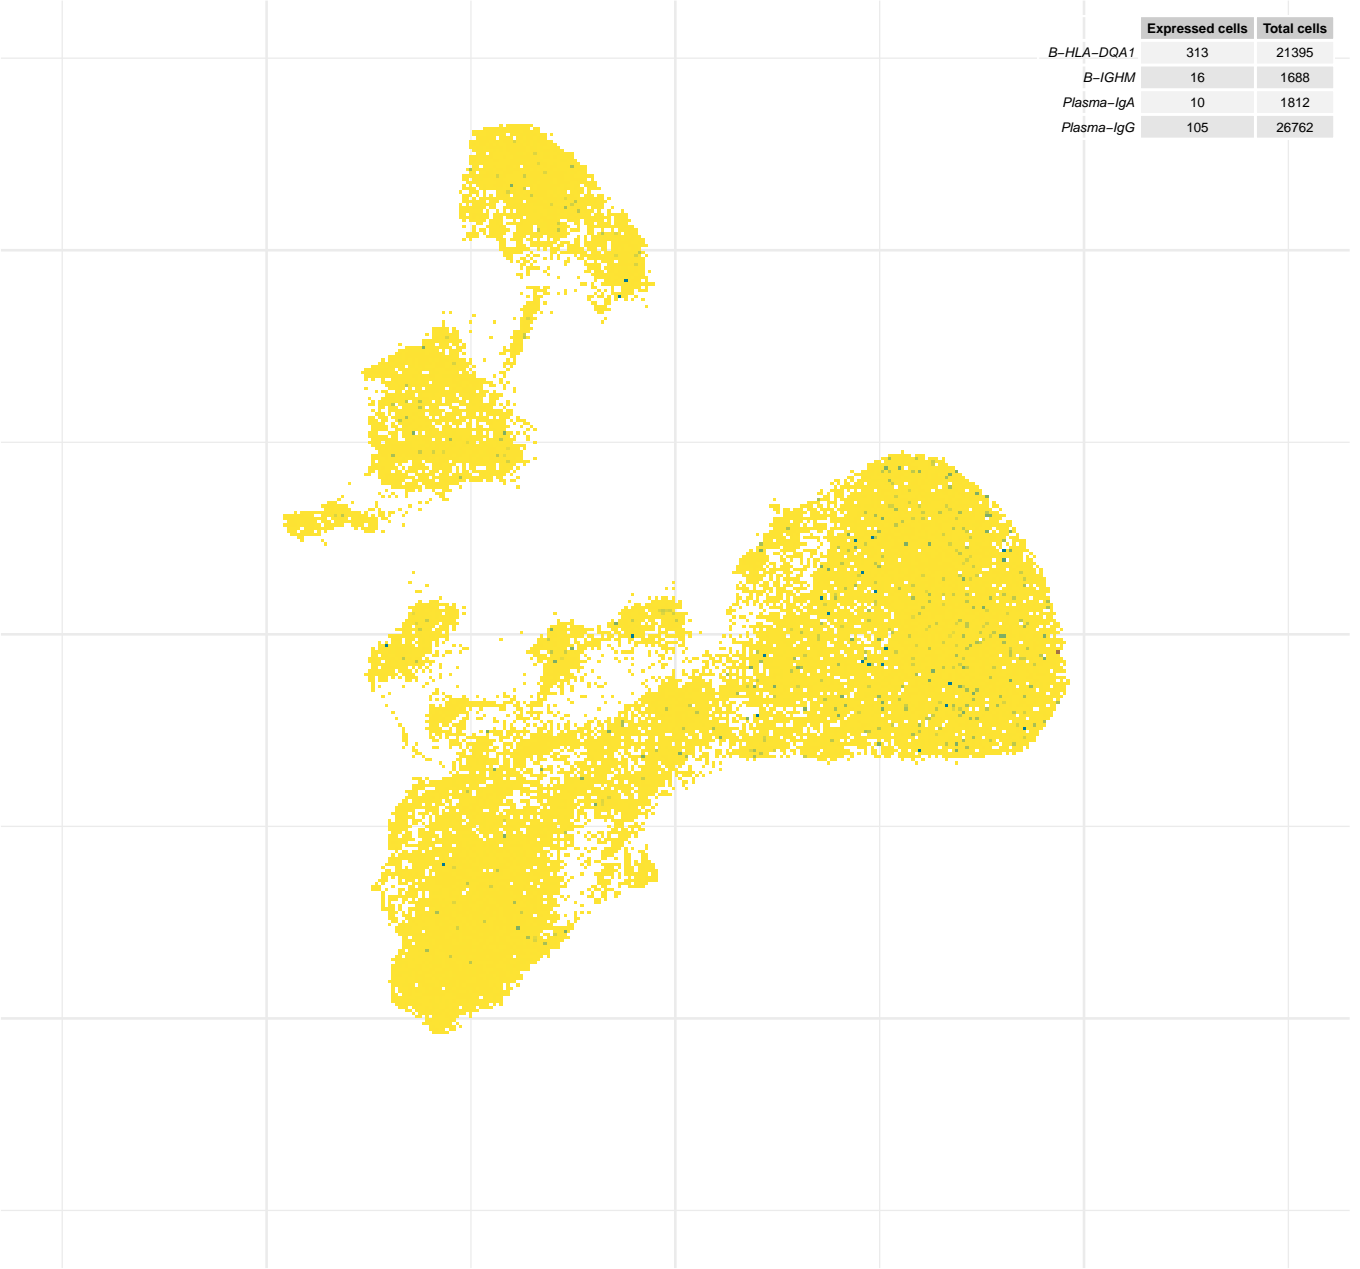 Expressed cells Total cells
B−HLA−DQA1 313 21395
B−IGHM 16 1688
Plasma−IgA 10 1812
Plasma−IgG 105 26762